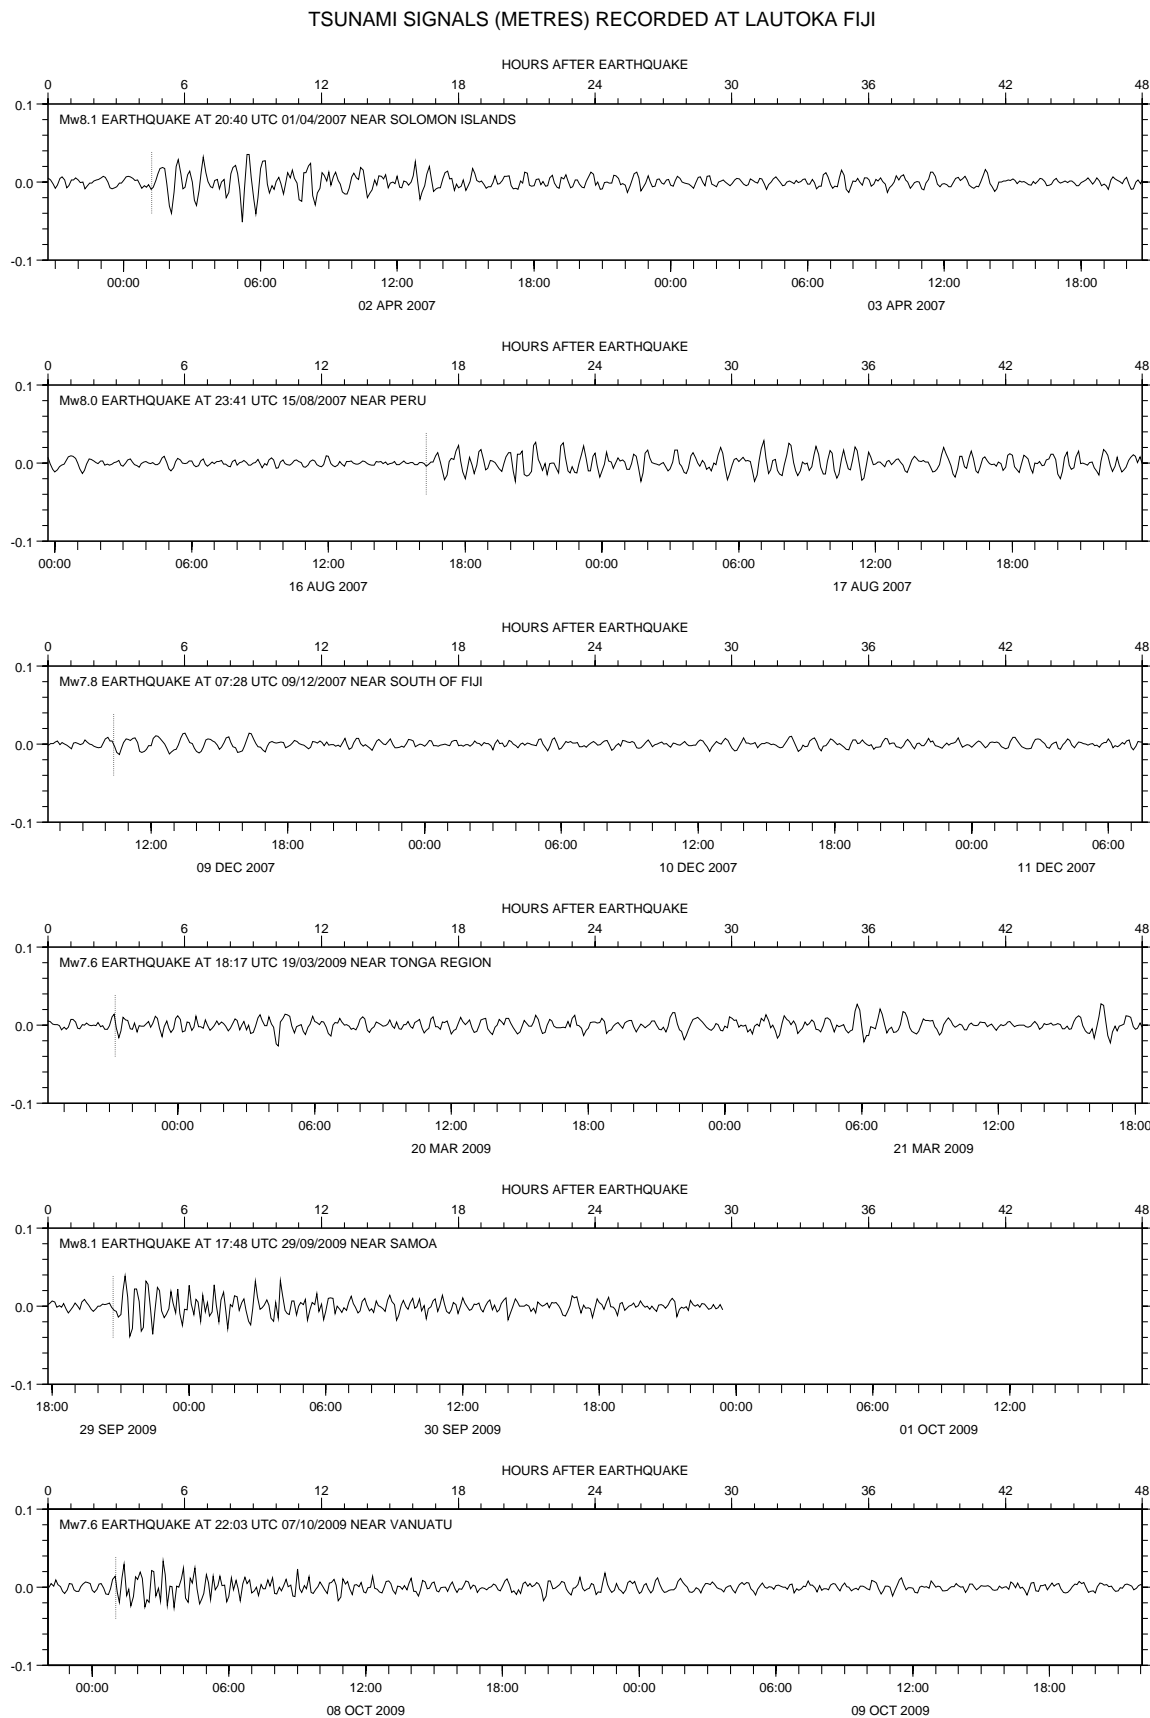 TSUNAMI SIGNALS (METRES) RECORDED AT LAUTOKA FIJI
HOURS AFTER EARTHQUAKE
0 6 12 18 24 30 36 42 48
0.1
Mw8.1 EARTHQUAKE AT 20:40 UTC 01/04/2007 NEAR SOLOMON ISLANDS
0.0
-0.1
00:00 06:00 12:00 18:00 00:00 06:00 12:00 18:00
02 APR 2007 03 APR 2007
HOURS AFTER EARTHQUAKE
0 6 12 18 24 30 36 42 48
0.1
Mw8.0 EARTHQUAKE AT 23:41 UTC 15/08/2007 NEAR PERU
0.0
-0.1
00:00 06:00 12:00 18:00 00:00 06:00 12:00 18:00
16 AUG 2007 17 AUG 2007
HOURS AFTER EARTHQUAKE
0 6 12 18 24 30 36 42 48
0.1
Mw7.8 EARTHQUAKE AT 07:28 UTC 09/12/2007 NEAR SOUTH OF FIJI
0.0
-0.1
12:00 18:00 00:00 06:00 12:00 18:00 00:00 06:00
09 DEC 2007 10 DEC 2007 11 DEC 2007
HOURS AFTER EARTHQUAKE
0 6 12 18 24 30 36 42 48
0.1
Mw7.6 EARTHQUAKE AT 18:17 UTC 19/03/2009 NEAR TONGA REGION
0.0
-0.1
00:00 06:00 12:00 18:00 00:00 06:00 12:00 18:00
20 MAR 2009 21 MAR 2009
HOURS AFTER EARTHQUAKE
0 6 12 18 24 30 36 42 48
0.1
Mw8.1 EARTHQUAKE AT 17:48 UTC 29/09/2009 NEAR SAMOA
0.0
-0.1
18:00 00:00 06:00 12:00 18:00 00:00 06:00 12:00
29 SEP 2009 30 SEP 2009 01 OCT 2009
HOURS AFTER EARTHQUAKE
0 6 12 18 24 30 36 42 48
0.1
Mw7.6 EARTHQUAKE AT 22:03 UTC 07/10/2009 NEAR VANUATU
0.0
-0.1
00:00 06:00 12:00 18:00 00:00 06:00 12:00 18:00
08 OCT 2009 09 OCT 2009